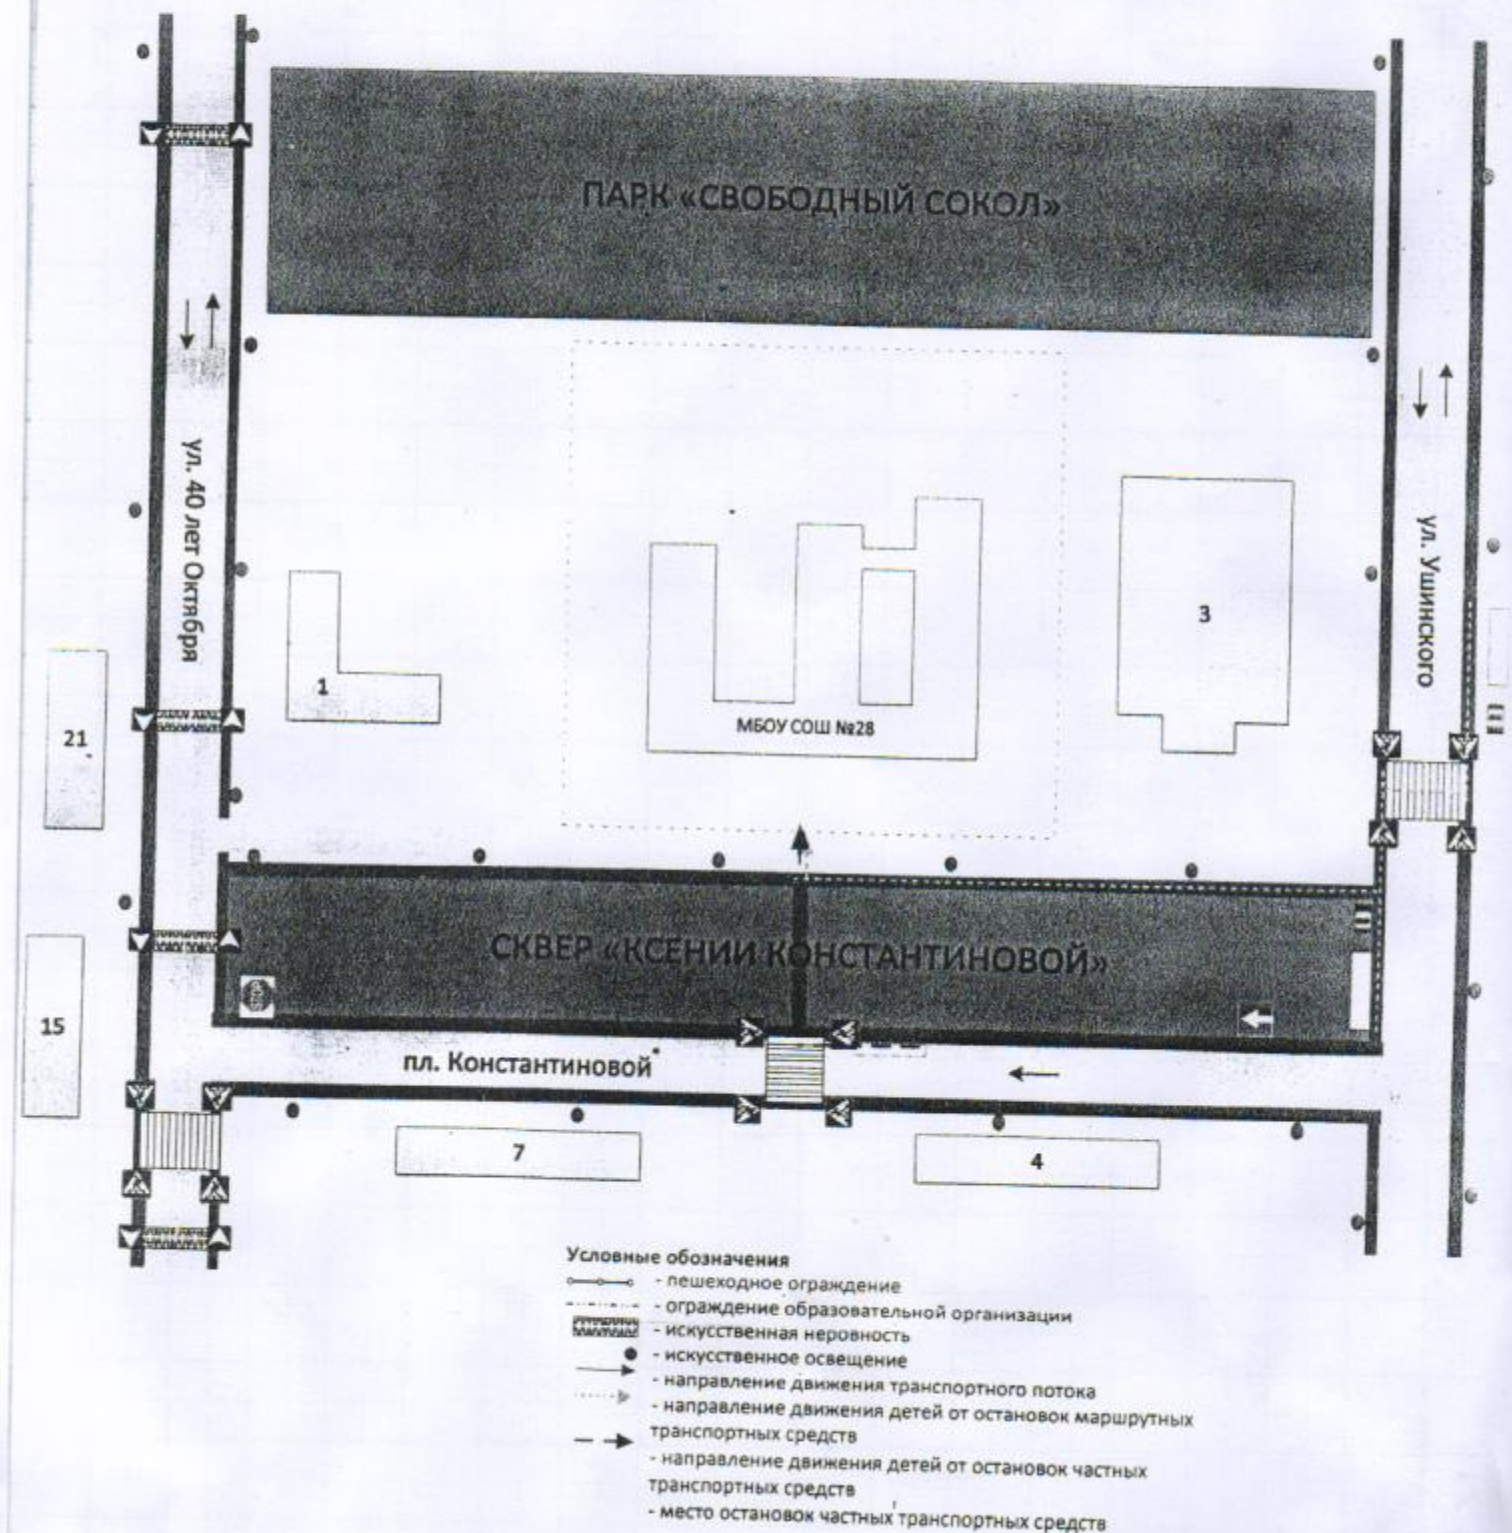 ПАРК «СВОБОДНЫЙ СОКОЛ»
ул. 40 лет Октября
ул. Ушинского
1
3
21
МБОУ СОШ №28
СКВЕР «КСЕНИИ КОНСТАНТИНОВОЙ»
15
пл. Константиновой
7
4
Условные обозначения
- пешеходное ограждение
- ограждение образовательной организации
- искусственная неровность
- искусственное освещение
- направление движения транспортного потока
- направление движения детей от остановок маршрутных
транспортных средств
- направление движения детей от остановок частных
транспортных средств
- место остановок частных транспортных средств